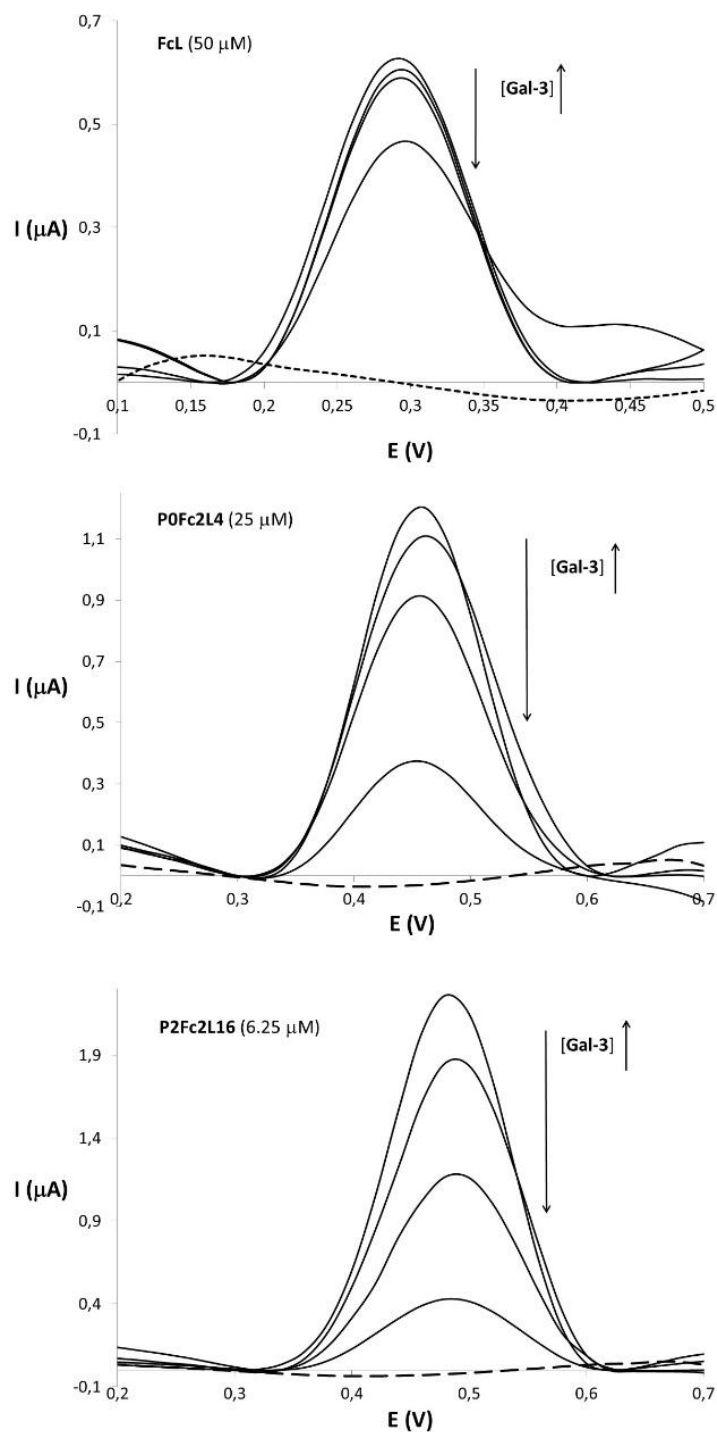 0,7
FcL (50 μM)
[Gal-3]
0,5
0,3
I (μA)
0,1
0,1 0,15 0,2 0,25 0,3 0,35 0,4 0,45 0,5
-0,1
E (V)
P0Fc2L4 (25 μM)
1,1
[Gal-3]
0,9
0,7
I (μA)
0,5
0,3
0,1
-0,1
0,2 0,3 0,4 0,5 0,6 0,7
E (V)
P2Fc2L16 (6.25 μM)
[Gal-3]
1,9
1,4
I (μA)
0,9
0,4
-0,1
0,2 0,3 0,4 0,5 0,6 0,7
E (V)